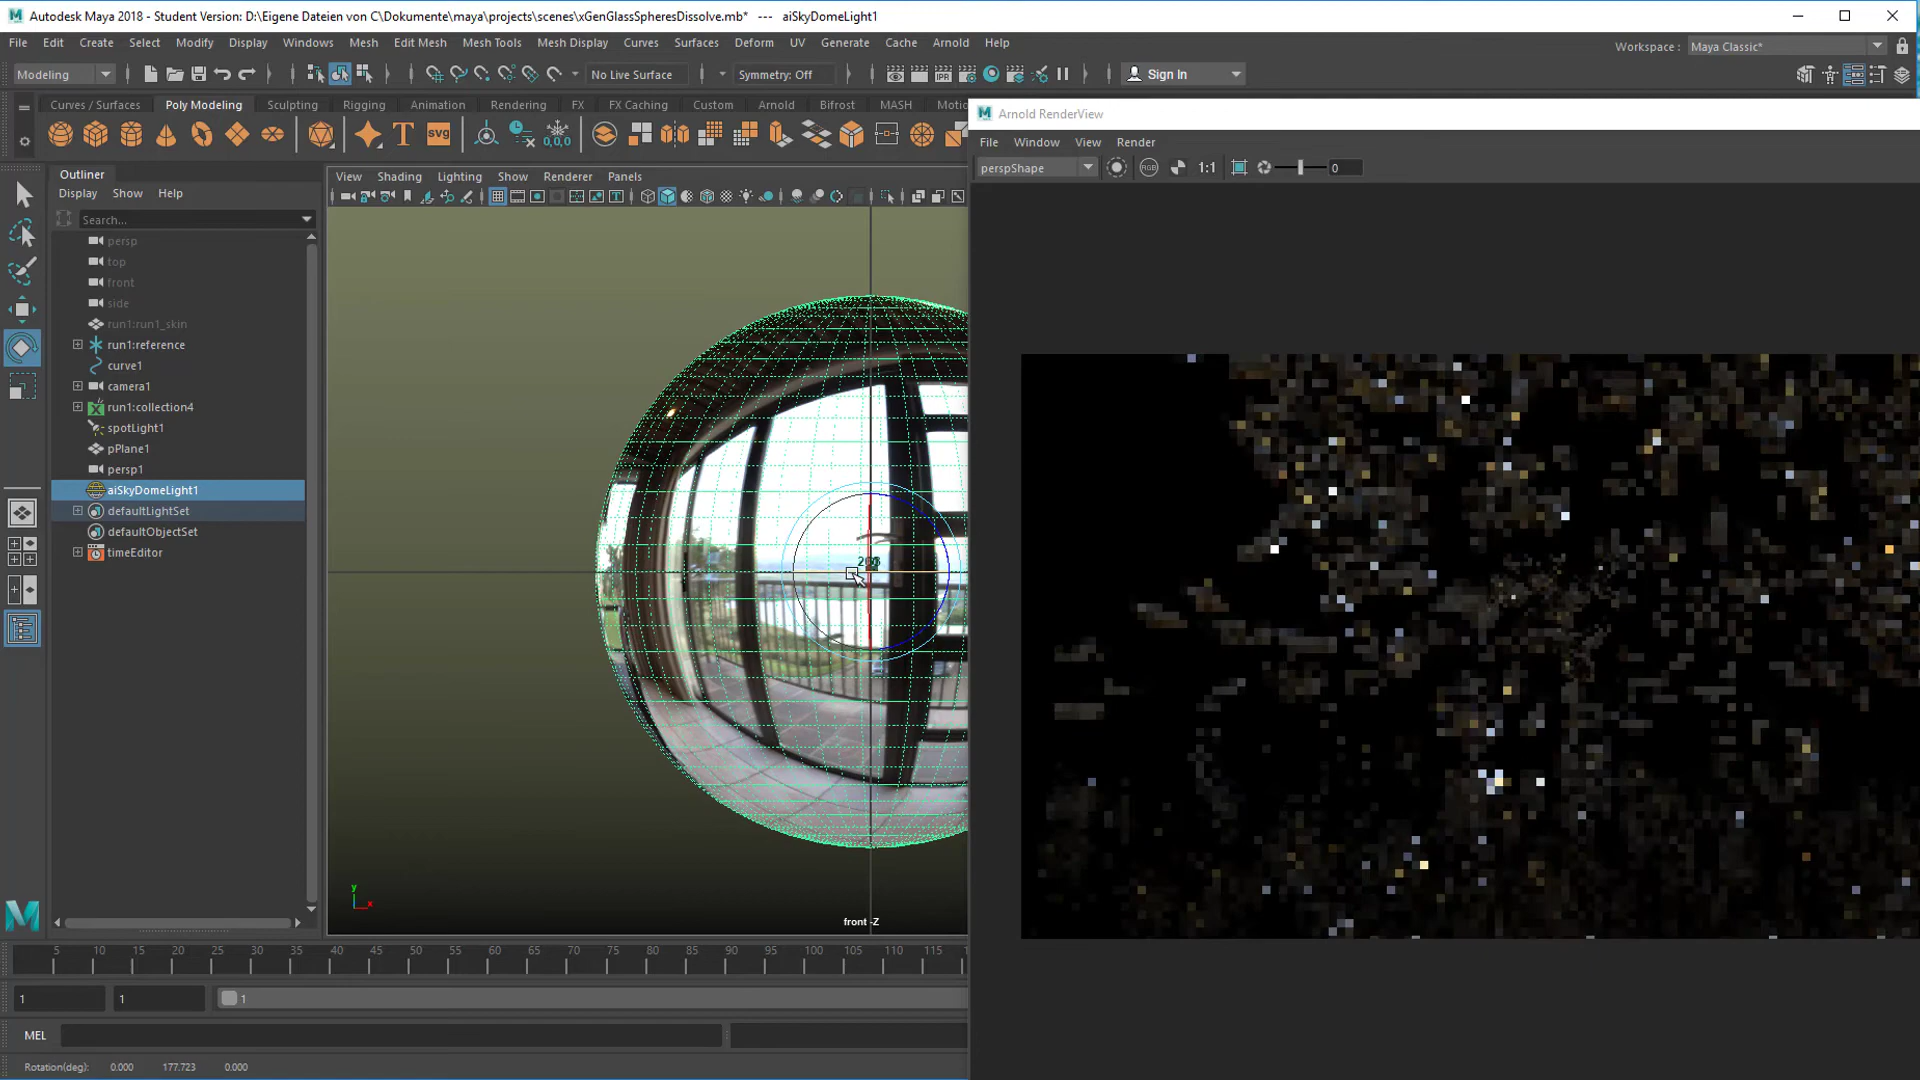 Autodesk Maya 2018 - Student Version: D:\Eigene Dateien von C\Dokumente\maya\projects\scenes\xGenGlassSpheresDissolve.mb* --- aiSkyDomeLight1
File Edit Create Select Modify Display Windows Mesh Edit Mesh Mesh Tools Mesh Display Curves Surfaces Deform UV Generate Cache Arnold Help
Workspace : Maya Classic*
Modeling No Live Surface Symmetry: Off Sign In
Curves / Surfaces Poly Modeling Sculpting Rigging Animation Rendering FX FX Caching Custom Arnold Bifrost MASH
T svg 0,0,0
Arnold RenderView
File Window View Render
perspShape RGB 1:1 0
Outliner
Display Show Help
Search...
View Shading Lighting Show Renderer Panels
persp
top
front
side
run1:run1_skin
run1:reference
curve1
camera1
run1:collection4
spotLight1
pPlane1
persp1
aiSkyDomeLight1
defaultLightSet
defaultObjectSet
timeEditor
y
x
front -Z
5 10 15 20 25 30 35 40 45 50 55 60 65 70 75 80 85 90 95 100 105 110 115
1 1 1
MEL
Rotation(deg): 0.000 177.723 0.000